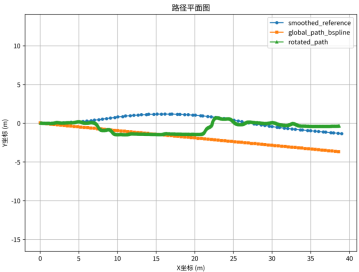 路径平面图
smoothed_reference
global_path_bspline
rotated_path
Y坐标 (m)
10
5
0
-5
-10
-15
0
5
10
15
20
25
30
35
40
X坐标 (m)